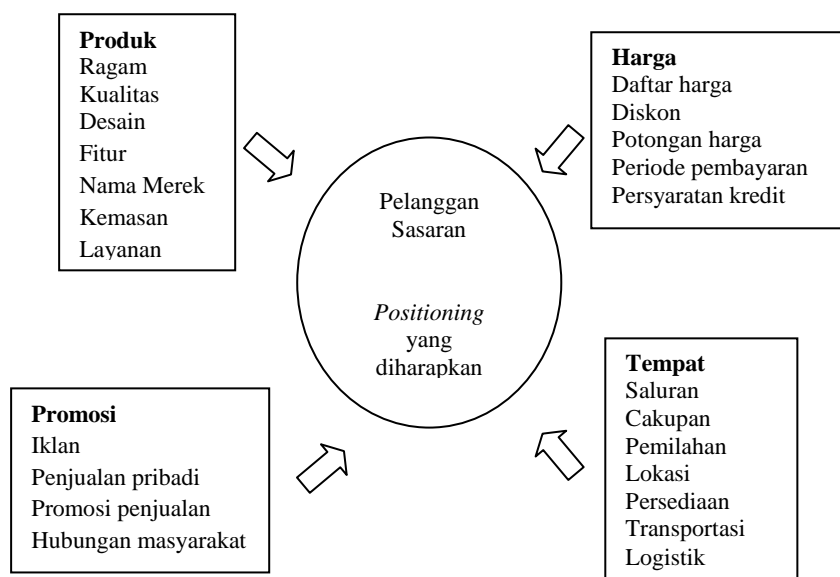 Produk
Ragam
Kualitas
Desain
Fitur
Nama Merek
Kemasan
Layanan
Harga
Daftar harga
Diskon
Potongan harga
Periode pembayaran
Persyaratan kredit
Pelanggan
Sasaran
Positioning
yang
diharapkan
Promosi
Iklan
Penjualan pribadi
Promosi penjualan
Hubungan masyarakat
Tempat
Saluran
Cakupan
Pemilahan
Lokasi
Persediaan
Transportasi
Logistik